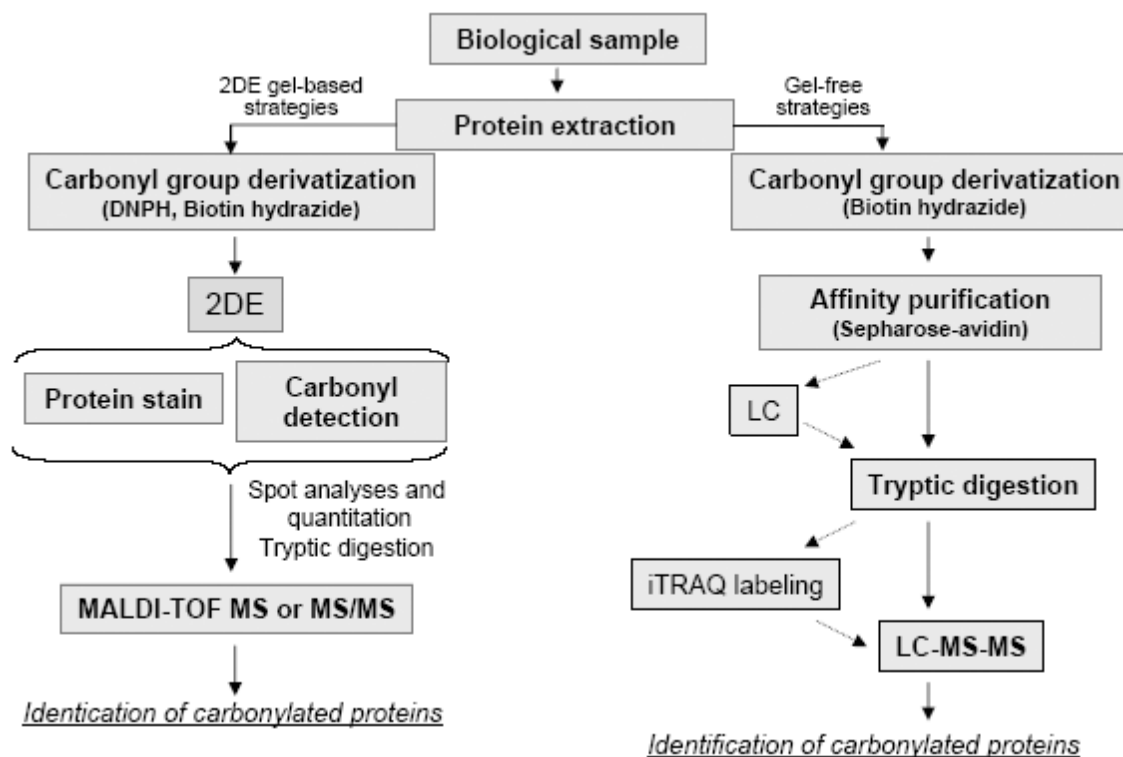 Biological sample
2DE gel-based
strategies
Gel-free
strategies
Protein extraction
Carbonyl group derivatization
(DNPH, Biotin hydrazide)
Carbonyl group derivatization
(Biotin hydrazide)
2DE
Affinity purification
(Sepharose-avidin)
Protein stain
Carbonyl
detection
LC
Spot analyses and
quantitation
Tryptic digestion
Tryptic digestion
iTRAQ labeling
MALDI-TOF MS or MS/MS
LC-MS-MS
Identication of carbonylated proteins
Identification of carbonylated proteins